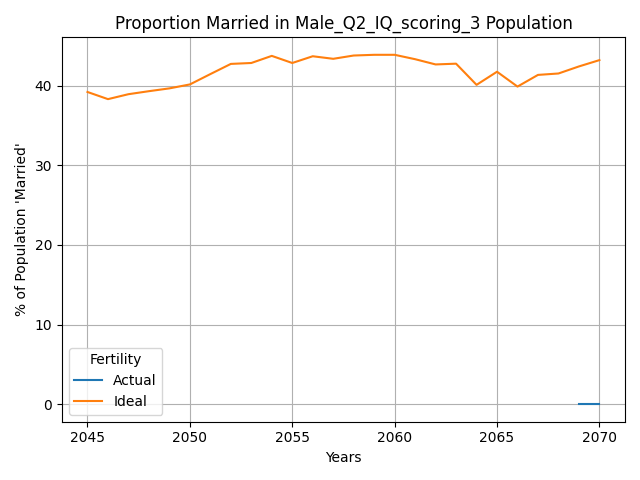 Proportion Married in Male_Q2_IQ_scoring_3 Population
% of Population 'Married'
40
30
20
10
0
Fertility
Actual
Ideal
2045 2050 2055 2060 2065 2070
Years